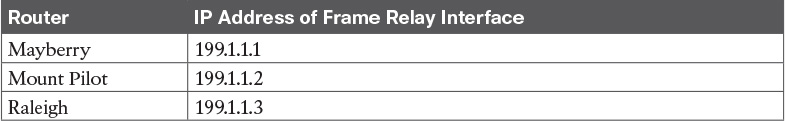 Router IP Address of Frame Relay Interface
Mayberry 199.1.1.1
Mount Pilot 199.1.1.2
Raleigh 199.1.1.3